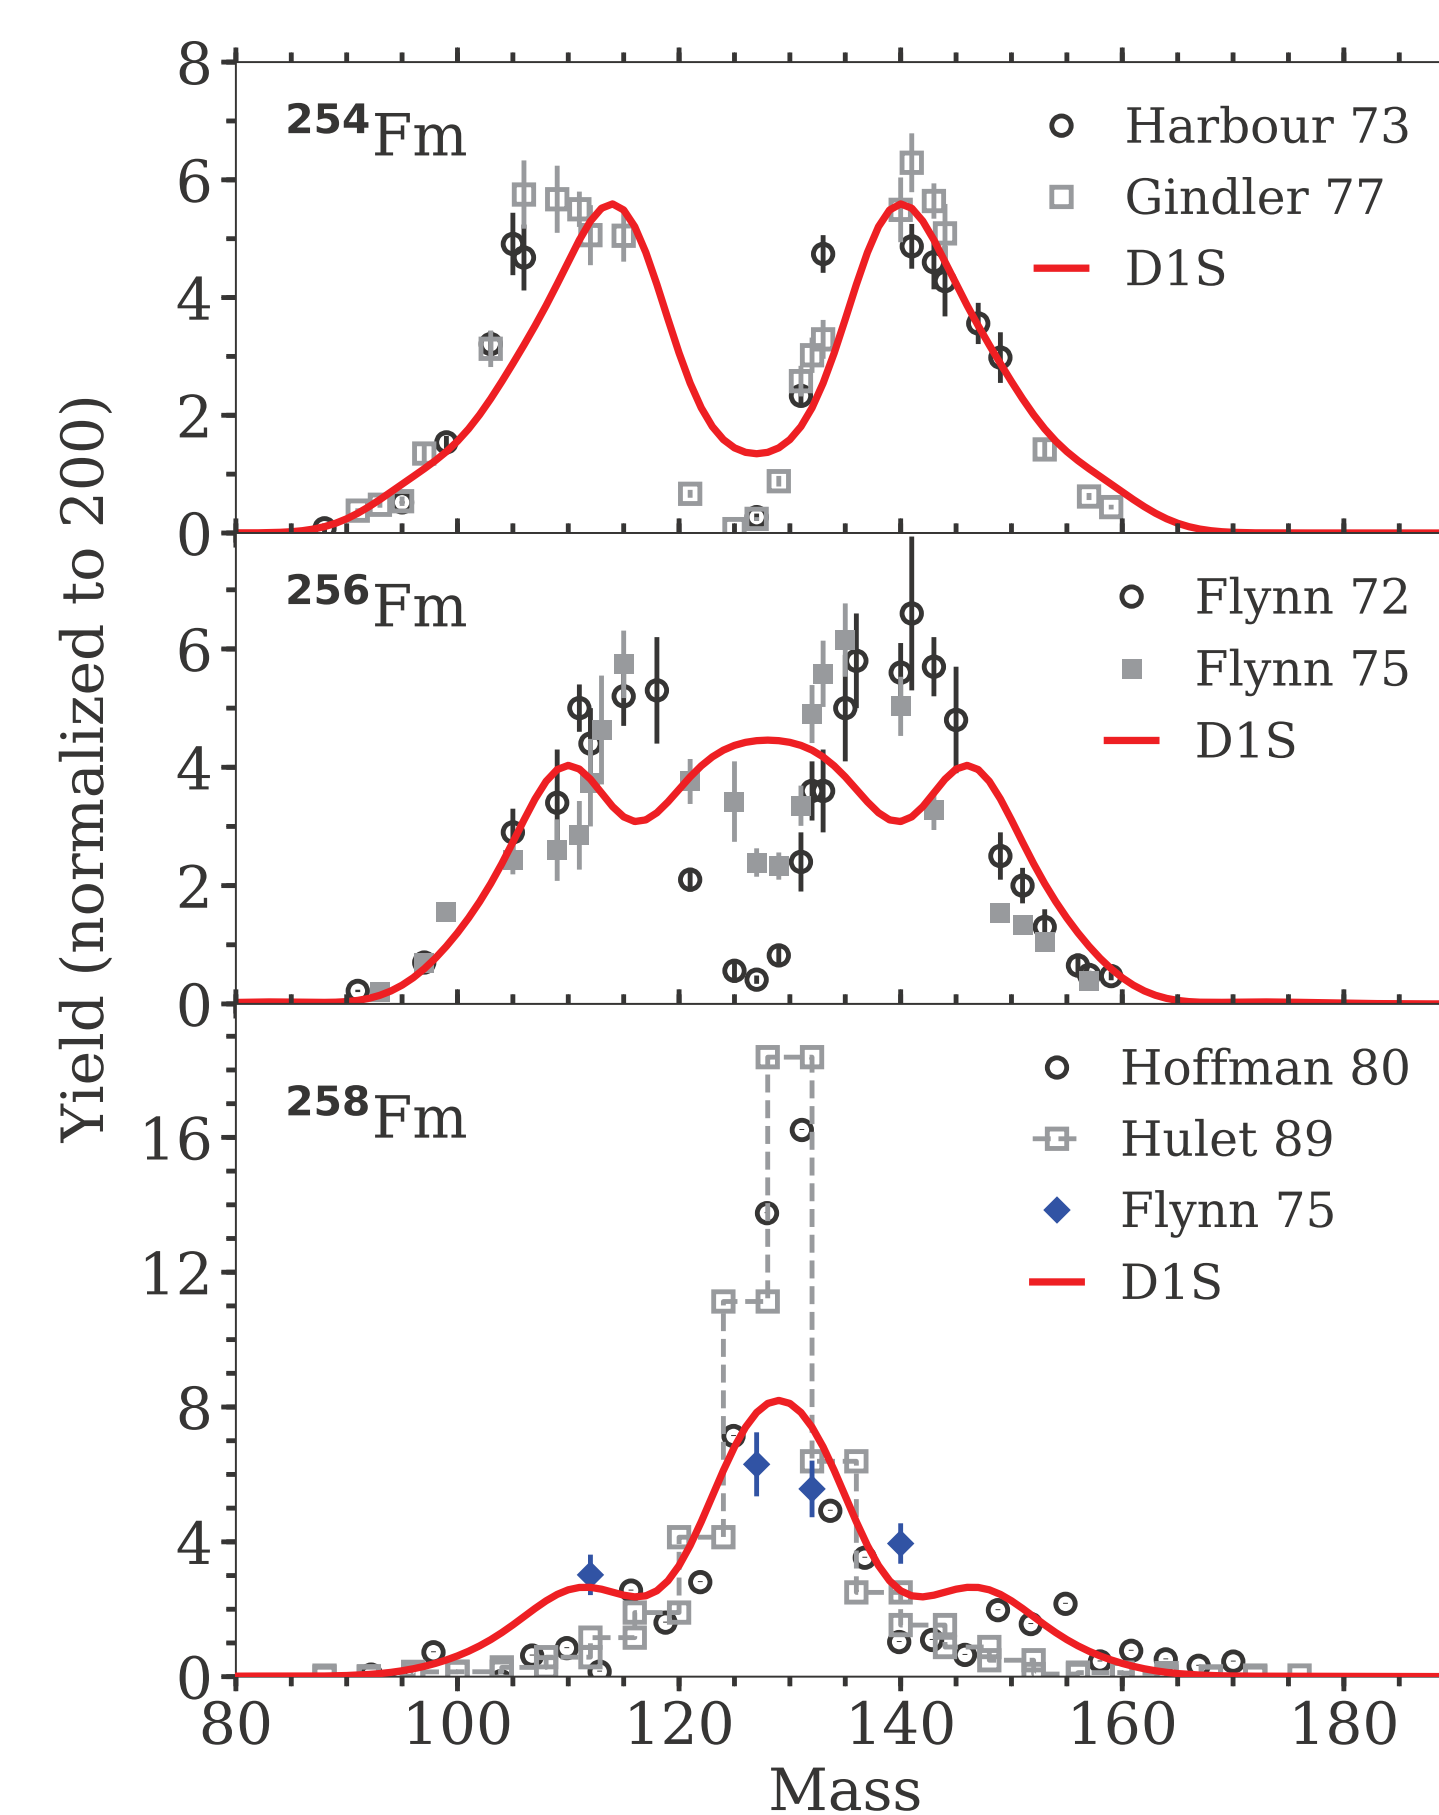 8
254Fm
Harbour 73
6
Gindler 77
D1S
4
2
0
256Fm
Flynn 72
6
Flynn 75
D1S
4
2
0
Yield (normalized to 200)
258Fm
Hoffman 80
16
Hulet 89
Flynn 75
12
D1S
8
4
0
80 100 120 140 160 180
Mass